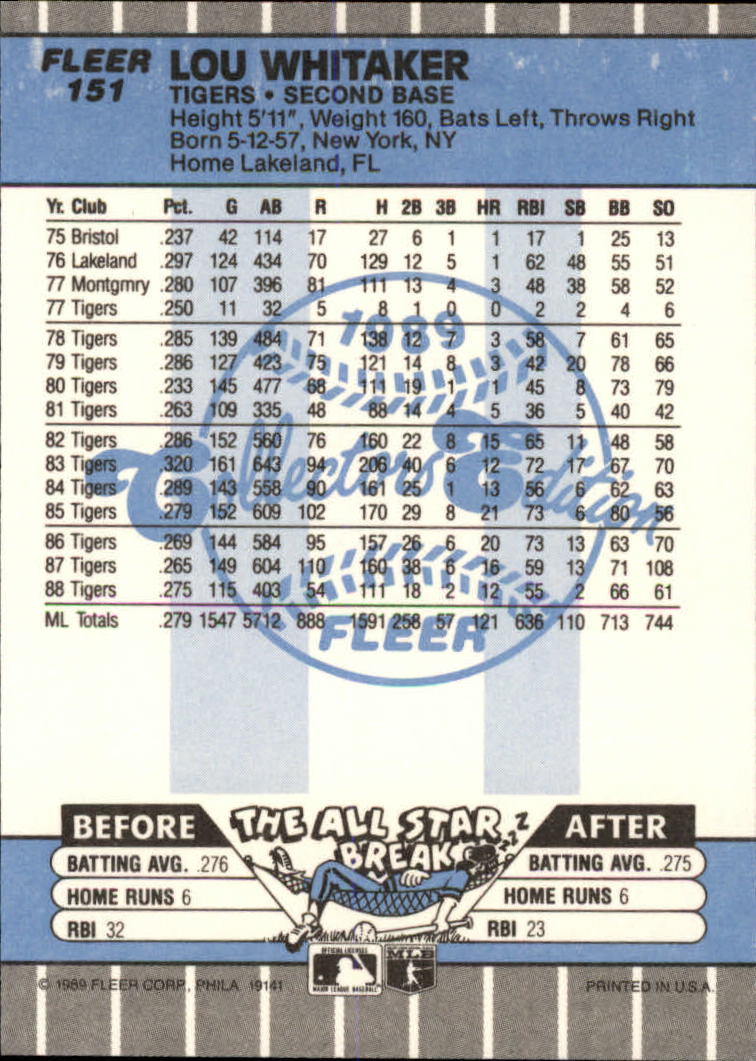 FLEER LOU WHITAKER
151 TIGERS • SECOND BASE
Height 5'11", Weight 160, Bats Left, Throws Right
Born 5-12-57, New York, NY
Home Lakeland, FL
Yr. Club Pct. G AB R H 2B 3B HR RBI SB BB SO
75 Bristol .237 42 114 17 27 6 1 1 17 1 25 13
76 Lakeland .297 124 434 70 129 12 5 1 62 48 55 51
77 Montgmry .280 107 396 81 111 13 4 3 48 38 58 52
77 Tigers .250 11 32 5 8 1 0 0 2 2 4 6
78 Tigers .285 139 484 71 138 12 7 3 58 7 61 65
79 Tigers .286 127 423 75 121 14 8 3 42 20 78 66
80 Tigers .233 145 477 68 111 19 1 1 45 8 73 79
81 Tigers .263 109 335 48 88 14 4 5 36 5 40 42
82 Tigers .286 152 560 76 160 22 8 15 65 11 48 58
83 Tigers .320 161 643 94 206 40 6 12 72 17 67 70
84 Tigers .289 143 558 90 161 25 1 13 56 6 62 63
85 Tigers .279 152 609 102 170 29 8 21 73 6 80 56
86 Tigers .269 144 584 95 157 26 6 20 73 13 63 70
87 Tigers .265 149 604 110 160 38 6 16 59 13 71 108
88 Tigers .275 115 403 54 111 18 2 12 55 2 66 61
ML Totals .279 1547 5712 888 1591 258 57 121 636 110 713 744
1989
Collectors Edition
FLEER
BEFORE THE ALL STAR BREAK ZZZ AFTER
BATTING AVG. .276 BATTING AVG. .275
HOME RUNS 6 HOME RUNS 6
RBI 32 RBI 23
OFFICIAL LICENSEE
MAJOR LEAGUE BASEBALL
MLB
© 1989 FLEER CORP., PHILA 19141 PRINTED IN U.S.A.